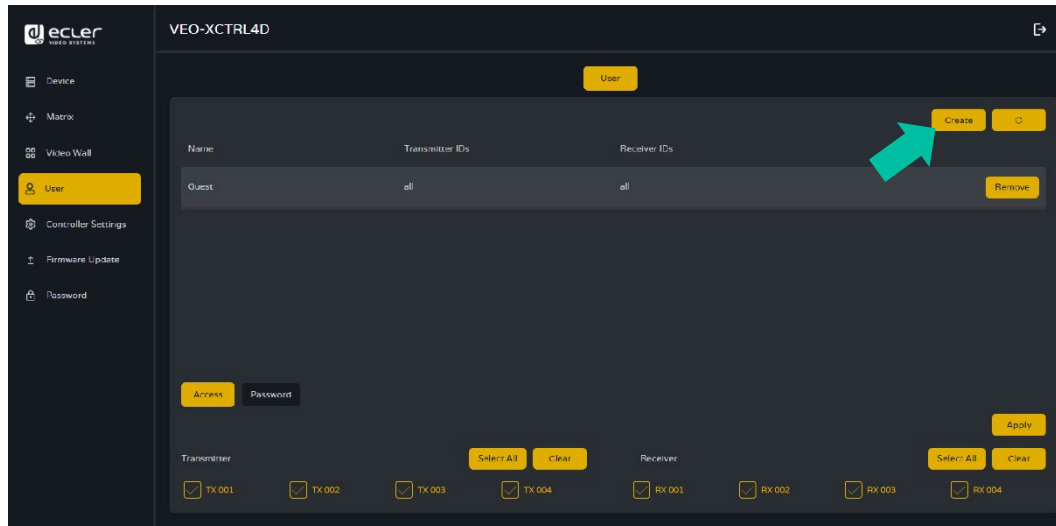 ecler
VIDEO SYSTEMS
VEO-XCTRL4D
Device
Matrix
Video Wall
User
Controller Settings
Firmware Update
Password
User
Create
Name Transmitter IDs Receiver IDs
Guest all all Remove
Access Password
Apply
Transmitter Select All Clear Receiver Select All Clear
TX 001 TX 002 TX 003 TX 004 RX 001 RX 002 RX 003 RX 004